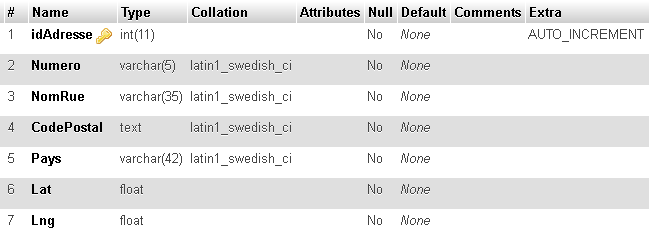 # Name Type Collation Attributes Null Default Comments Extra
1 idAdresse int(11) No None AUTO_INCREMENT
2 Numero varchar(5) latin1_swedish_ci No None
3 NomRue varchar(35) latin1_swedish_ci No None
4 CodePostal text latin1_swedish_ci No None
5 Pays varchar(42) latin1_swedish_ci No None
6 Lat float No None
7 Lng float No None